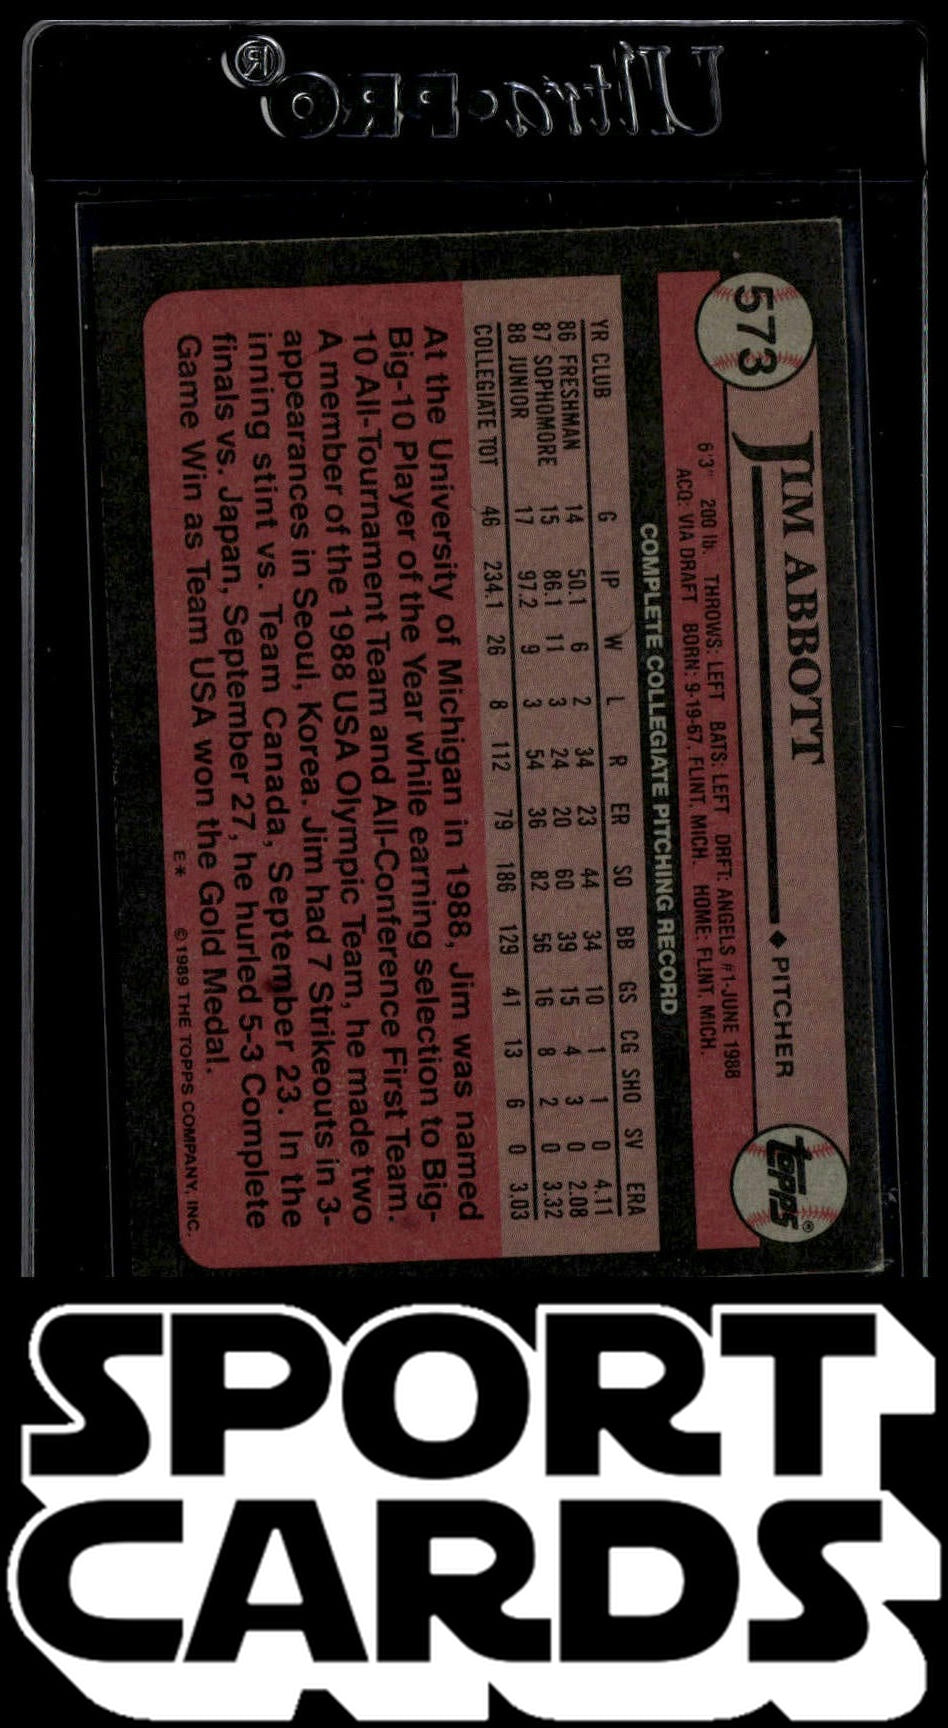 Ultra•PRO®
573
JIM ABBOTT
◆ PITCHER
topps®
6'3" 200 lb. THROWS: LEFT BATS: LEFT DRFT: ANGELS #1-JUNE 1988
ACQ: VIA DRAFT BORN: 9-19-67, FLINT, MICH. HOME: FLINT, MICH.
COMPLETE COLLEGIATE PITCHING RECORD
YR CLUB G IP W L R ER SO BB GS CG SHO SV ERA
86 FRESHMAN 14 50.1 6 2 34 23 44 34 10 1 1 0 4.11
87 SOPHOMORE 15 86.1 11 3 24 20 60 39 15 4 3 0 2.08
88 JUNIOR 17 97.2 9 3 54 36 82 56 16 8 2 0 3.32
COLLEGIATE TOT 46 234.1 26 8 112 79 186 129 41 13 6 0 3.03
At the University of Michigan in 1988, Jim was named
Big-10 Player of the Year while earning selection to Big-
10 All-Tournament Team and All-Conference First Team.
A member of the 1988 USA Olympic Team, he made two
appearances in Seoul, Korea. Jim had 7 Strikeouts in 3-
inning stint vs. Team Canada, September 23. In the
finals vs. Japan, September 27, he hurled 5-3 Complete
Game Win as Team USA won the Gold Medal.
E* © 1989 THE TOPPS COMPANY, INC.
SPORT
CARDS